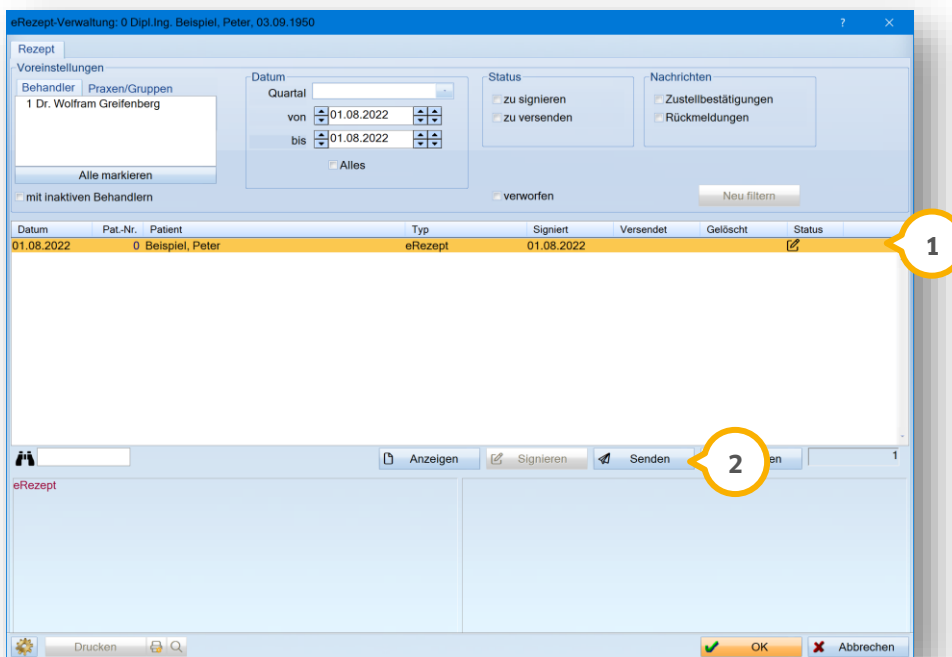 eRezept-Verwaltung: 0 Dipl.Ing. Beispiel, Peter, 03.09.1950 ?
Rezept
Voreinstellungen
Behandler Praxen/Gruppen
1 Dr. Wolfram Greifenberg
Alle markieren
mit inaktiven Behandlern
Datum
Quartal
von 01.08.2022
bis 01.08.2022
Alles
Status
zu signieren
zu versenden
verworfen
Nachrichten
Zustellbestätigungen
Rückmeldungen
Neu filtern
Datum Pat.-Nr. Patient Typ Signiert Versendet Gelöscht Status
01.08.2022 0 Beispiel, Peter eRezept 01.08.2022
1
Anzeigen Signieren Senden 2 en 1
eRezept
Drucken OK Abbrechen